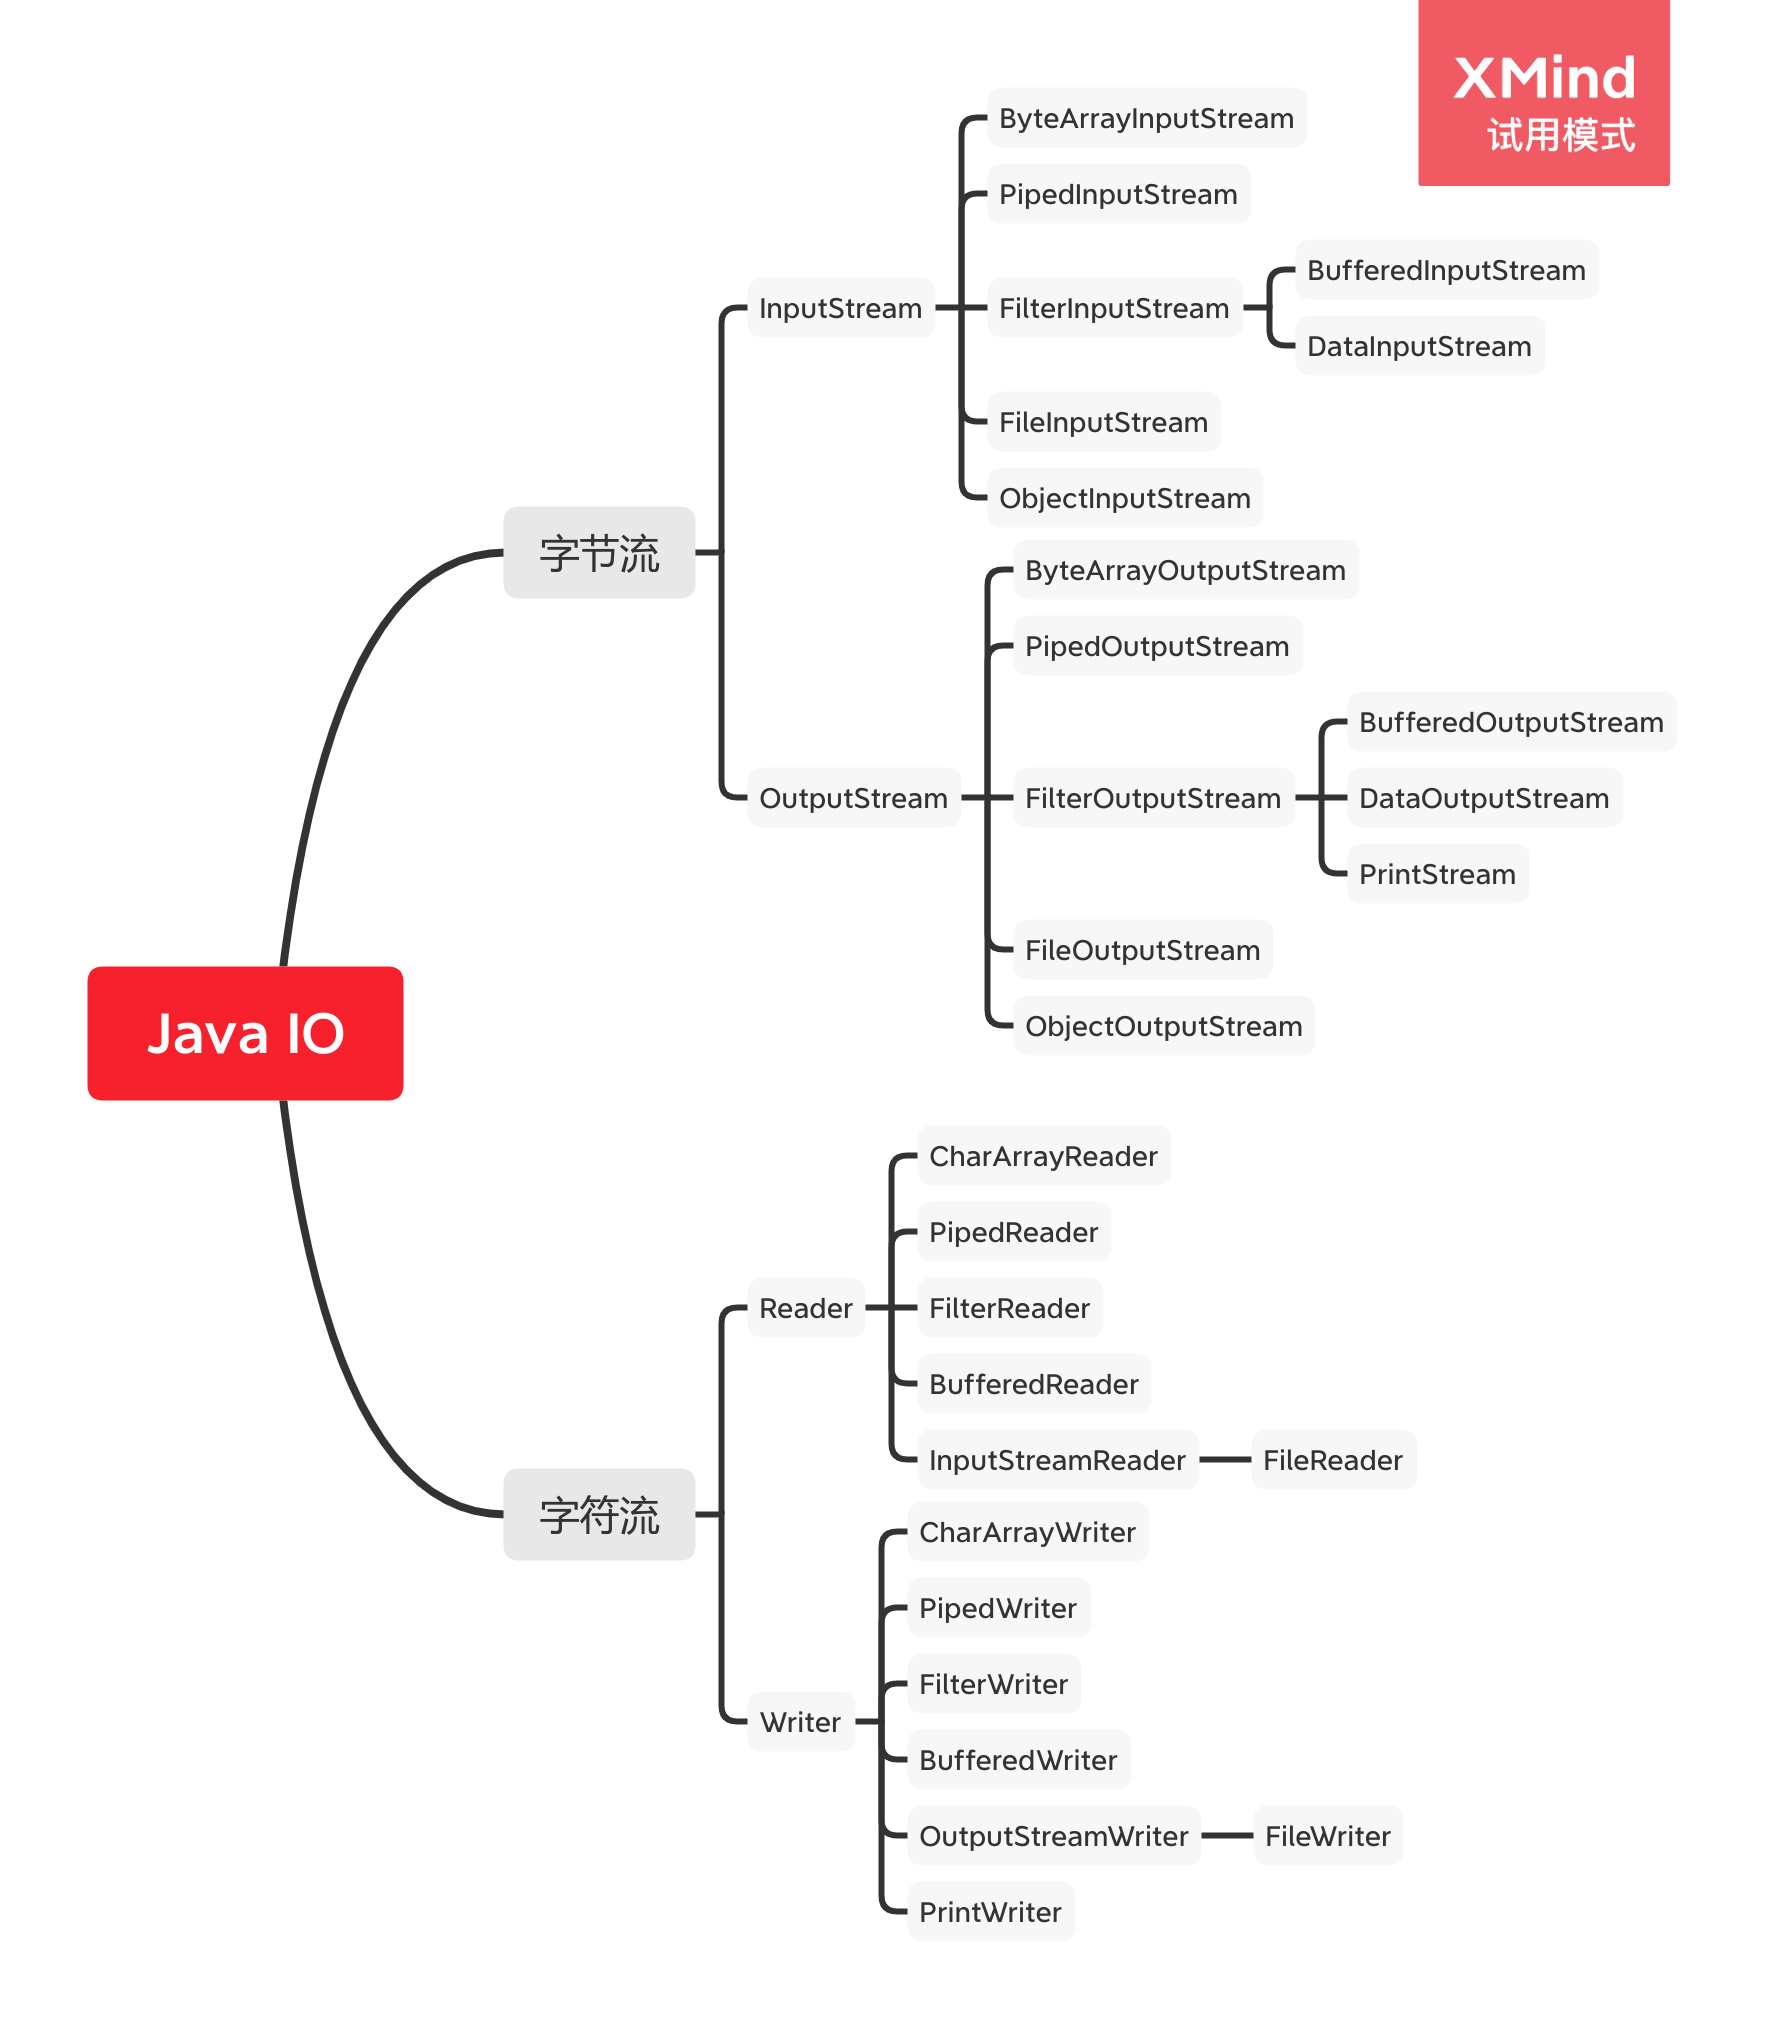 XMind
试用模式
ByteArrayInputStream
PipedInputStream
BufferedInputStream
InputStream
FilterInputStream
DataInputStream
FileInputStream
ObjectInputStream
字节流
ByteArrayOutputStream
PipedOutputStream
BufferedOutputStream
OutputStream
FilterOutputStream
DataOutputStream
PrintStream
FileOutputStream
ObjectOutputStream
Java IO
CharArrayReader
PipedReader
Reader
FilterReader
BufferedReader
InputStreamReader
FileReader
字符流
CharArrayWriter
PipedWriter
FilterWriter
Writer
BufferedWriter
OutputStreamWriter
FileWriter
PrintWriter